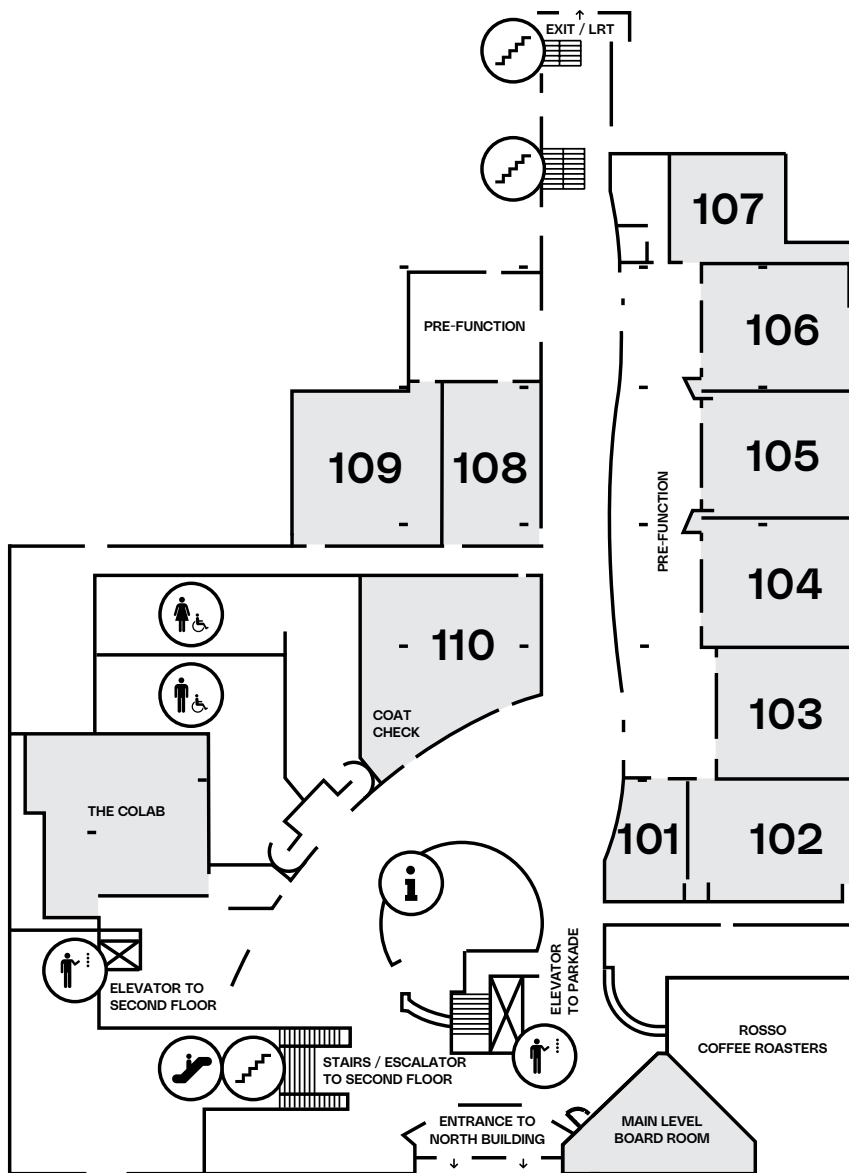 EXIT / LRT
107
106
PRE-FUNCTION
109
108
105
PRE-FUNCTION
104
110
COAT
CHECK
103
THE COLAB
101
102
i
ELEVATOR
TO PARKADE
ELEVATOR TO
SECOND FLOOR
ROSSO
COFFEE ROASTERS
STAIRS / ESCALATOR
TO SECOND FLOOR
ENTRANCE TO
NORTH BUILDING
MAIN LEVEL
BOARD ROOM